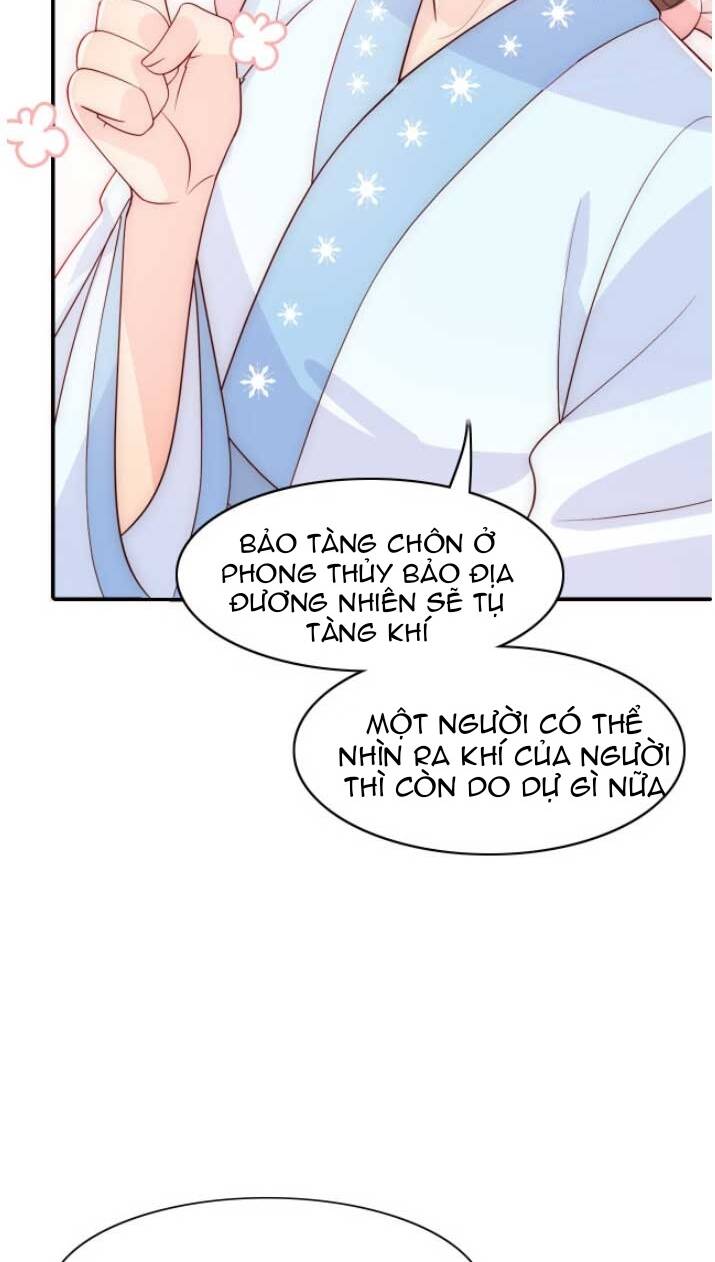 BẢO TÀNG CHÔN Ở
PHONG THỦY BẢO ĐỊA
ĐƯƠNG NHIÊN SẼ TỤ
TÀNG KHÍ
MỘT NGƯỜI CÓ THỂ
NHÌN RA KHÍ CỦA NGƯỜI
THÌ CÒN DO DỰ GÌ NỮA